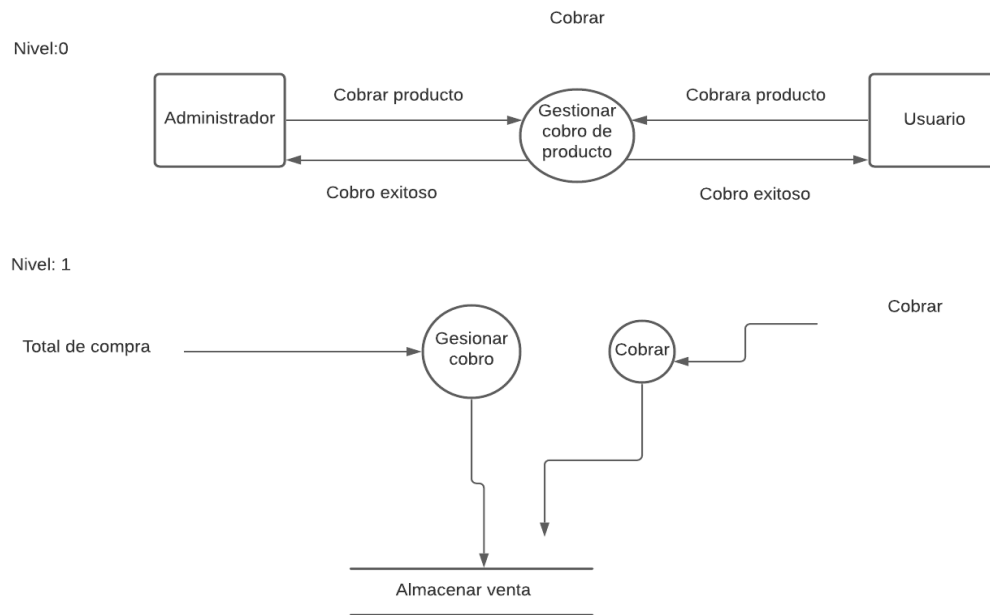 Cobrar
Nivel:0
Administrador
Cobrar producto
Gestionar
cobro de
producto
Cobrara producto
Usuario
Cobro exitoso
Cobro exitoso
Nivel: 1
Cobrar
Total de compra
Gesionar
cobro
Cobrar
Almacenar venta